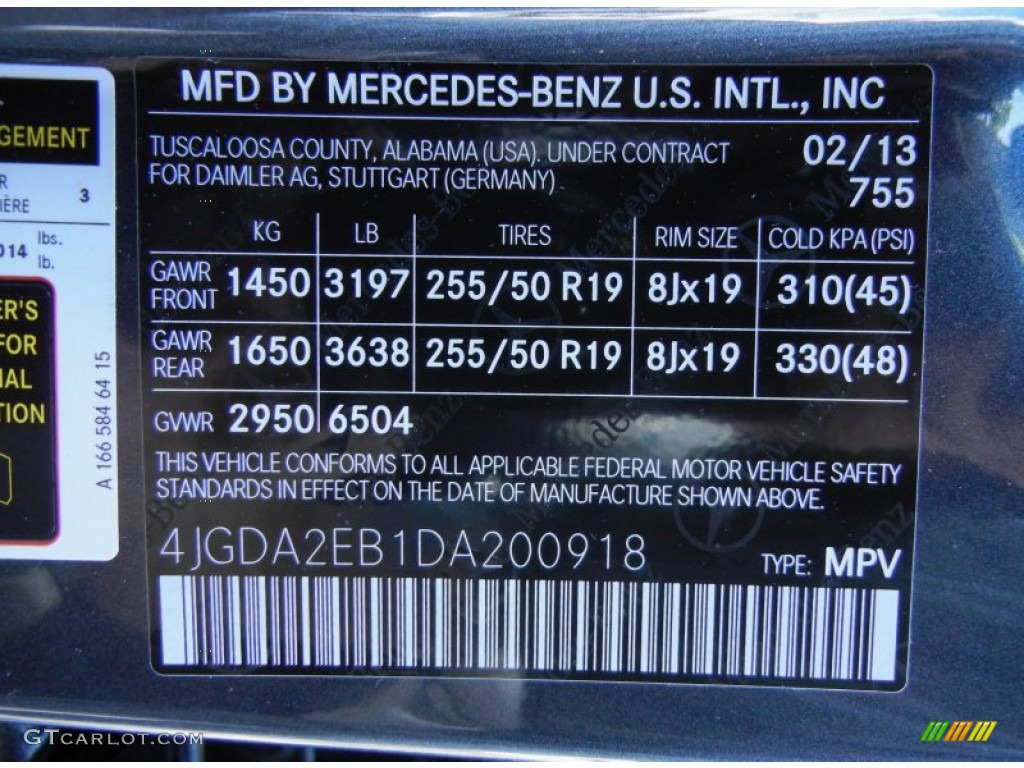 MFD BY MERCEDES-BENZ U.S. INTL., INC
TUSCALOOSA COUNTY, ALABAMA (USA). UNDER CONTRACT
FOR DAIMLER AG, STUTTGART (GERMANY)
02/13
755
KG LB TIRES RIM SIZE COLD KPA (PSI)
GAWR FRONT 1450 3197 255/50 R19 8Jx19 310(45)
GAWR REAR 1650 3638 255/50 R19 8Jx19 330(48)
GVWR 2950 6504
THIS VEHICLE CONFORMS TO ALL APPLICABLE FEDERAL MOTOR VEHICLE SAFETY
STANDARDS IN EFFECT ON THE DATE OF MANUFACTURE SHOWN ABOVE.
4JGDA2EB1DA200918 TYPE: MPV
GEMENT
R
IÈRE 3
014 lbs.
lb.
ER'S
FOR
IAL
TION
A 166 584 64 15
GTCARLOT.COM